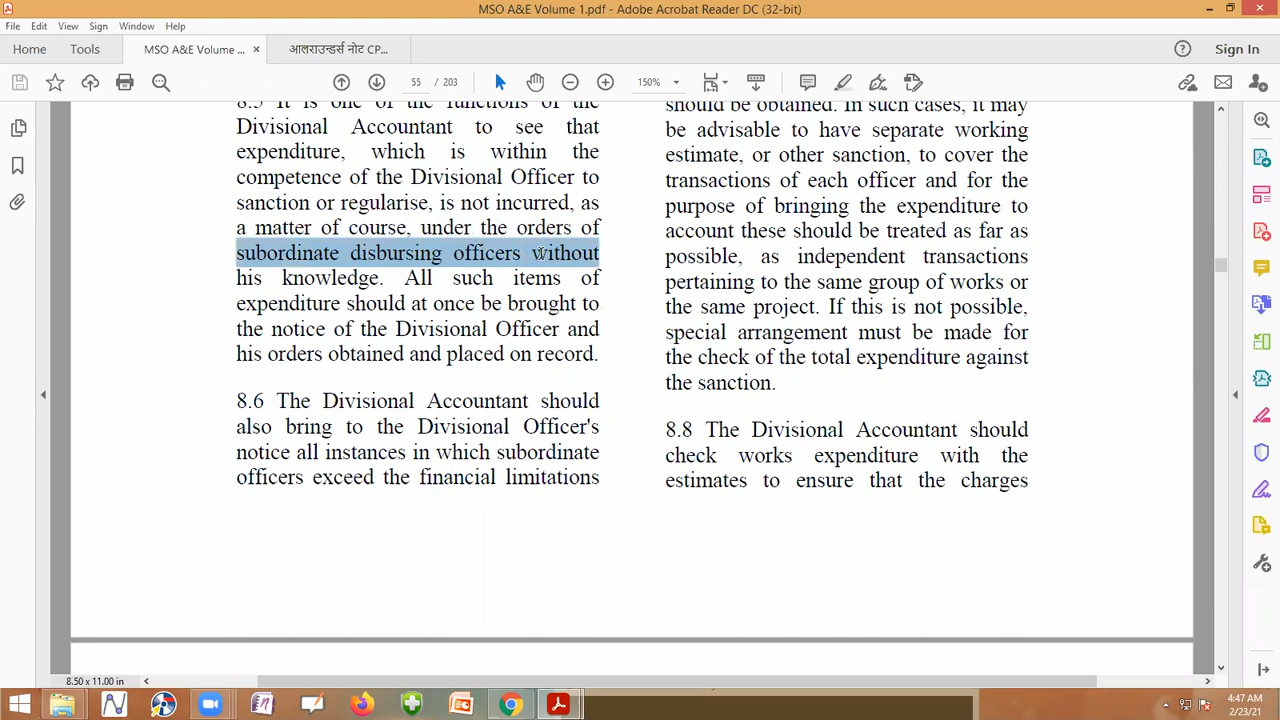 MSO A&E Volume 1.pdf - Adobe Acrobat Reader DC (32-bit)
File Edit View Sign Window Help
Home Tools MSO A&E Volume ... × आलराउन्डर्स नोट CP... Sign In
55 / 203 150%
8.5 It is one of the functions of the
Divisional Accountant to see that
expenditure, which is within the
competence of the Divisional Officer to
sanction or regularise, is not incurred, as
a matter of course, under the orders of
subordinate disbursing officers without
his knowledge. All such items of
expenditure should at once be brought to
the notice of the Divisional Officer and
his orders obtained and placed on record.
8.6 The Divisional Accountant should
also bring to the Divisional Officer's
notice all instances in which subordinate
officers exceed the financial limitations
should be obtained. In such cases, it may
be advisable to have separate working
estimate, or other sanction, to cover the
transactions of each officer and for the
purpose of bringing the expenditure to
account these should be treated as far as
possible, as independent transactions
pertaining to the same group of works or
the same project. If this is not possible,
special arrangement must be made for
the check of the total expenditure against
the sanction.
8.8 The Divisional Accountant should
check works expenditure with the
estimates to ensure that the charges
8.50 x 11.00 in
4:47 AM
2/23/21